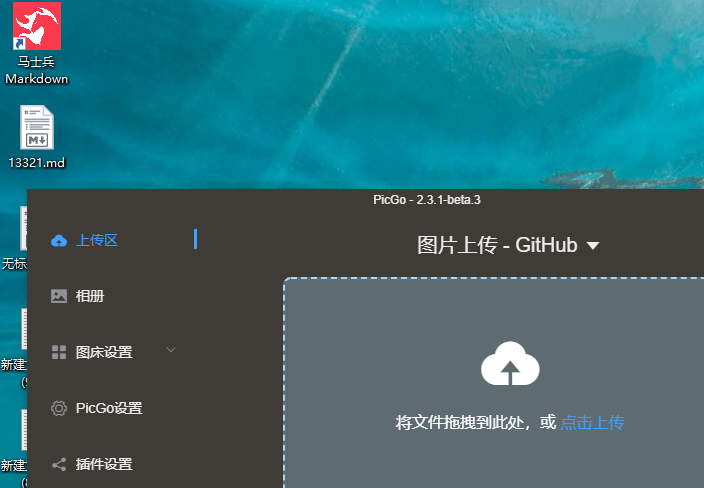 马士兵
Markdown
13321.md
PicGo - 2.3.1-beta.3
上传区
图片上传 - GitHub
无标
相册
图床设置
新建
PicGo设置
将文件拖拽到此处，或 点击上传
插件设置
新建